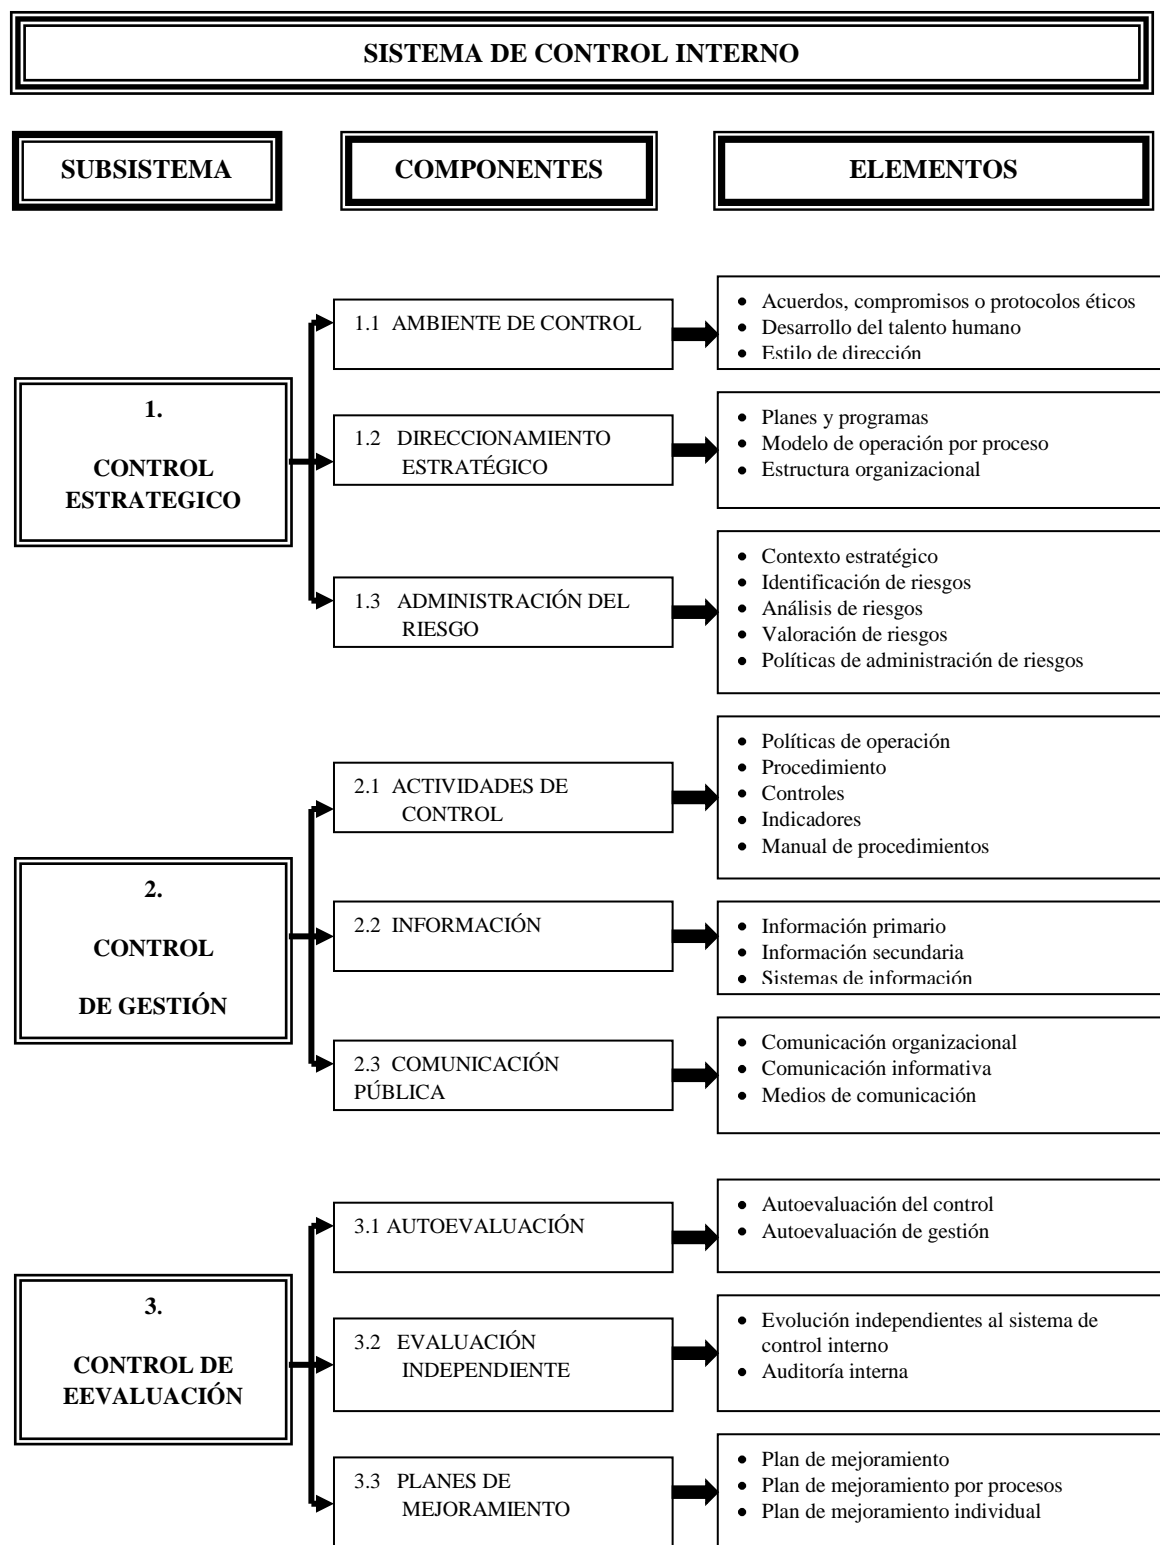 SISTEMA DE CONTROL INTERNO
SUBSISTEMA
COMPONENTES
ELEMENTOS
1.
CONTROL
ESTRATEGICO
1.1 AMBIENTE DE CONTROL
• Acuerdos, compromisos o protocolos éticos
• Desarrollo del talento humano
• Estilo de dirección
1.2 DIRECCIONAMIENTO
ESTRATÉGICO
• Planes y programas
• Modelo de operación por proceso
• Estructura organizacional
1.3 ADMINISTRACIÓN DEL
RIESGO
• Contexto estratégico
• Identificación de riesgos
• Análisis de riesgos
• Valoración de riesgos
• Políticas de administración de riesgos
2.
CONTROL
DE GESTIÓN
2.1 ACTIVIDADES DE
CONTROL
• Políticas de operación
• Procedimiento
• Controles
• Indicadores
• Manual de procedimientos
2.2 INFORMACIÓN
• Información primario
• Información secundaria
• Sistemas de información
2.3 COMUNICACIÓN
PÚBLICA
• Comunicación organizacional
• Comunicación informativa
• Medios de comunicación
3.
CONTROL DE
EEVALUACIÓN
3.1 AUTOEVALUACIÓN
• Autoevaluación del control
• Autoevaluación de gestión
3.2 EVALUACIÓN
INDEPENDIENTE
• Evolución independientes al sistema de
control interno
• Auditoría interna
3.3 PLANES DE
MEJORAMIENTO
• Plan de mejoramiento
• Plan de mejoramiento por procesos
• Plan de mejoramiento individual